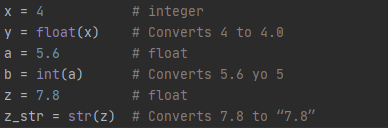 x = 4           # integer
y = float(x)    # Converts 4 to 4.0
a = 5.6         # float
b = int(a)      # Converts 5.6 yo 5
z = 7.8         # float
z_str = str(z)  # Converts 7.8 to “7.8”